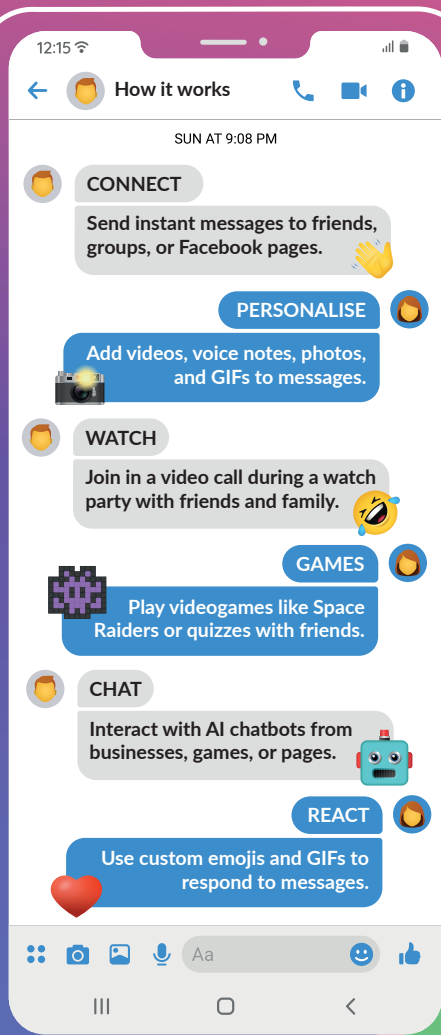 12:15
How it works
SUN AT 9:08 PM
CONNECT
Send instant messages to friends,
groups, or Facebook pages.
PERSONALISE
Add videos, voice notes, photos,
and GIFs to messages.
WATCH
Join in a video call during a watch
party with friends and family.
GAMES
Play videogames like Space
Raiders or quizzes with friends.
CHAT
Interact with AI chatbots from
businesses, games, or pages.
REACT
Use custom emojis and GIFs to
respond to messages.
Aa